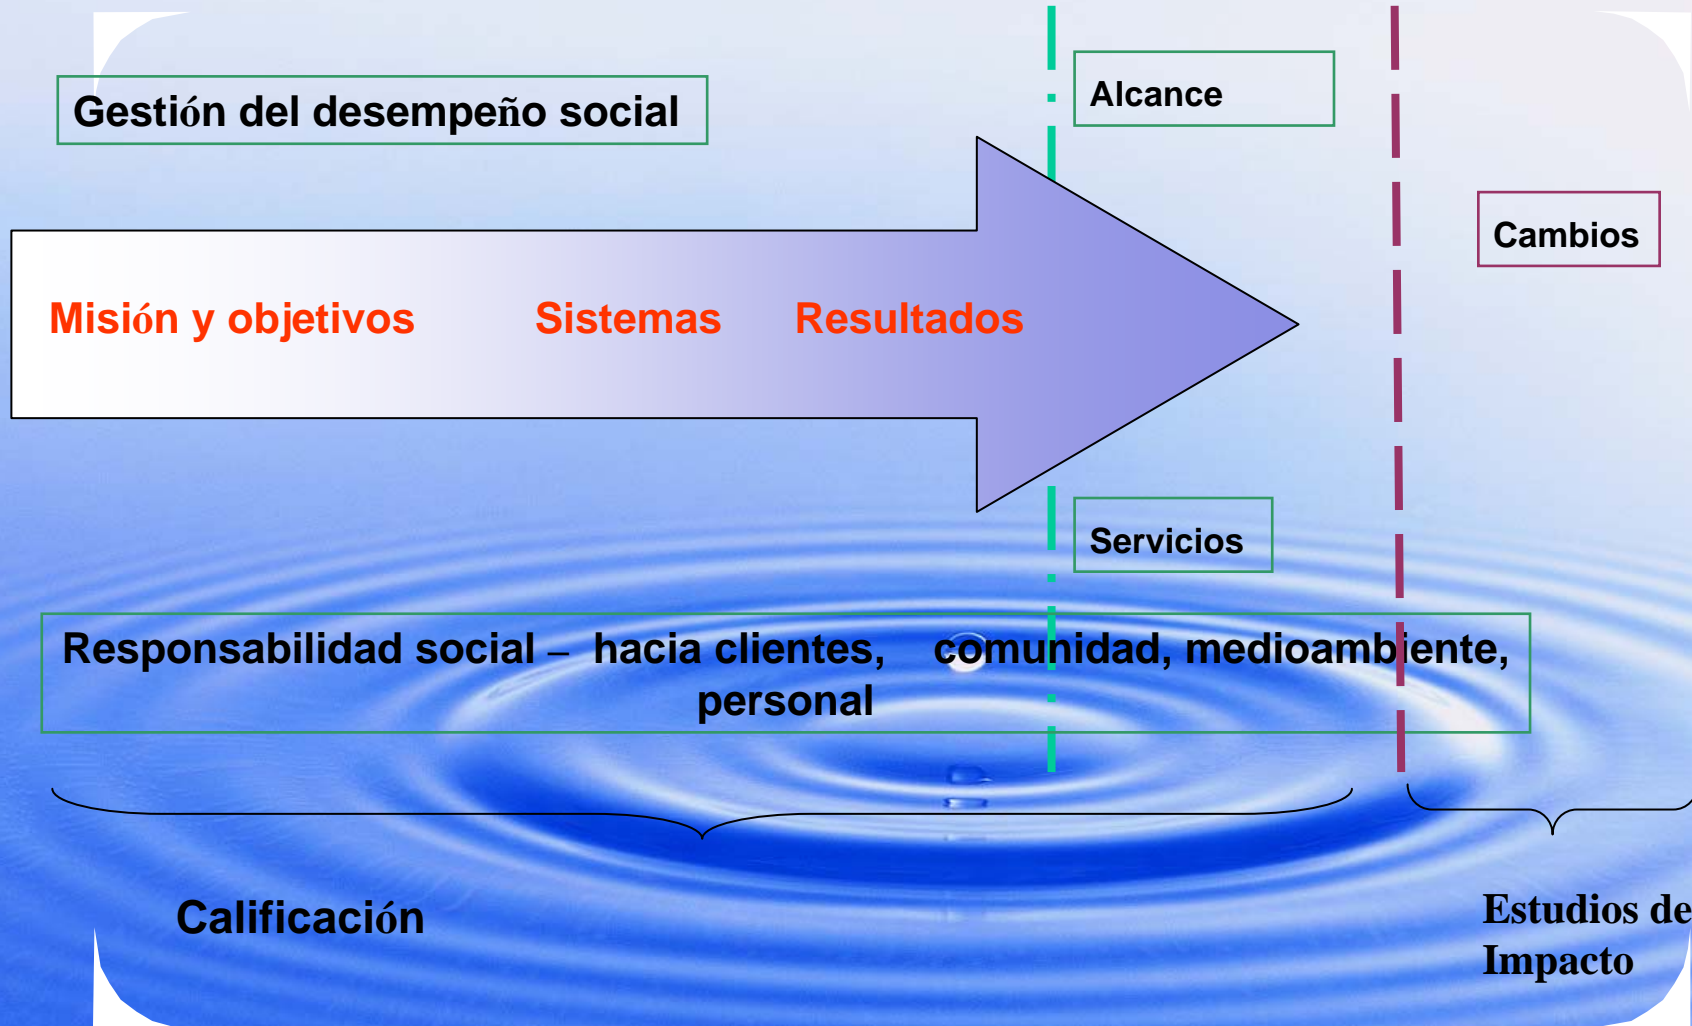 Gestión del desempeño social
Alcance
Cambios
Misión y objetivos Sistemas Resultados
Servicios
Responsabilidad social – hacia clientes, comunidad, medioambiente,
personal
Calificación
Estudios de
Impacto